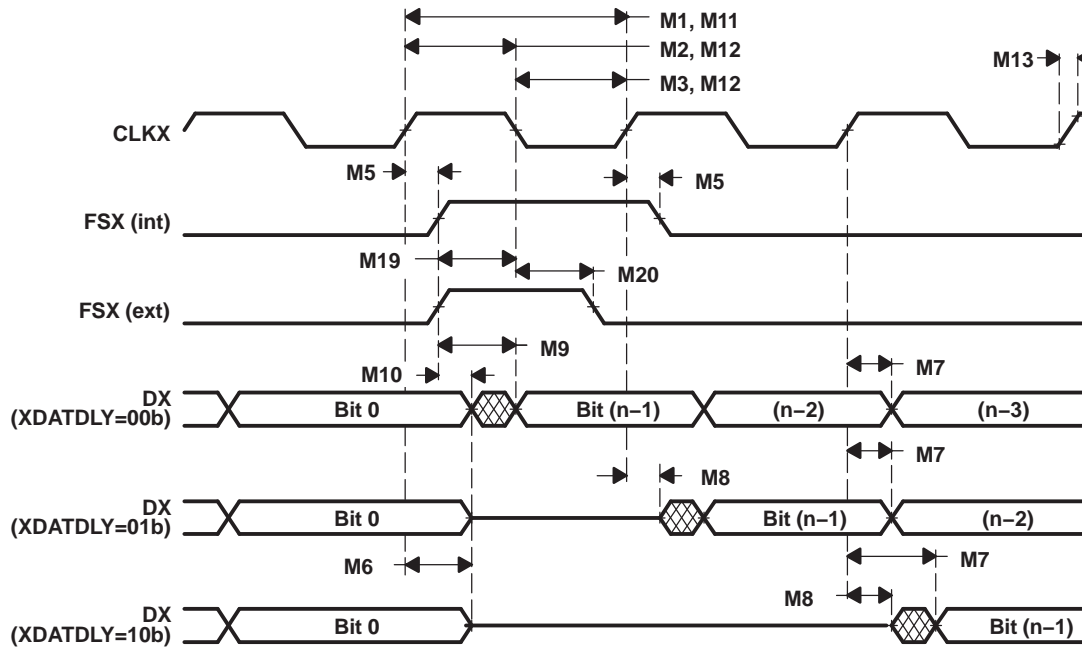 M1, M11
M2, M12
M13
M3, M12
CLKX
M5
M5
FSX (int)
M19
M20
FSX (ext)
M9
M10
M7
DX
(XDATDLY=00b)
Bit 0
Bit (n−1)
(n−2)
(n−3)
M7
M8
DX
(XDATDLY=01b)
Bit 0
Bit (n−1)
(n−2)
M6
M7
M8
DX
(XDATDLY=10b)
Bit 0
Bit (n−1)